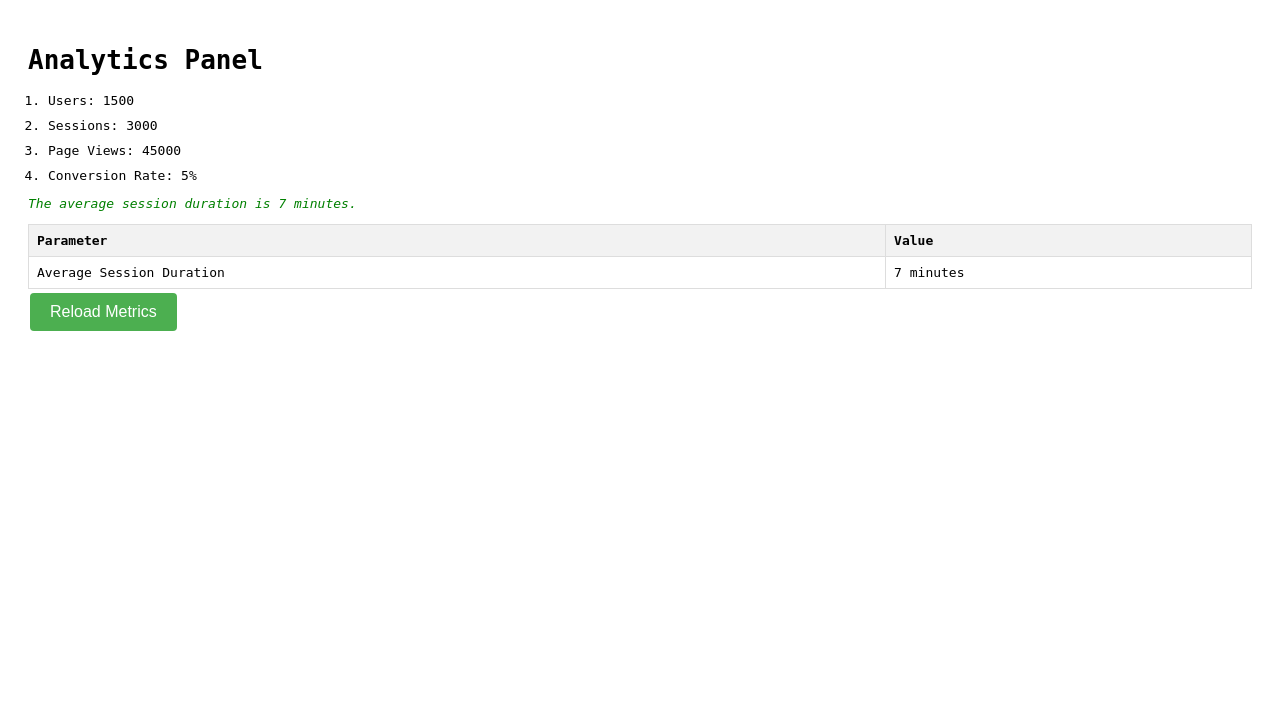 Analytics Panel
1. Users: 1500
2. Sessions: 3000
3. Page Views: 45000
4. Conversion Rate: 5%
The average session duration is 7 minutes.
Parameter Value
Average Session Duration 7 minutes
Reload Metrics